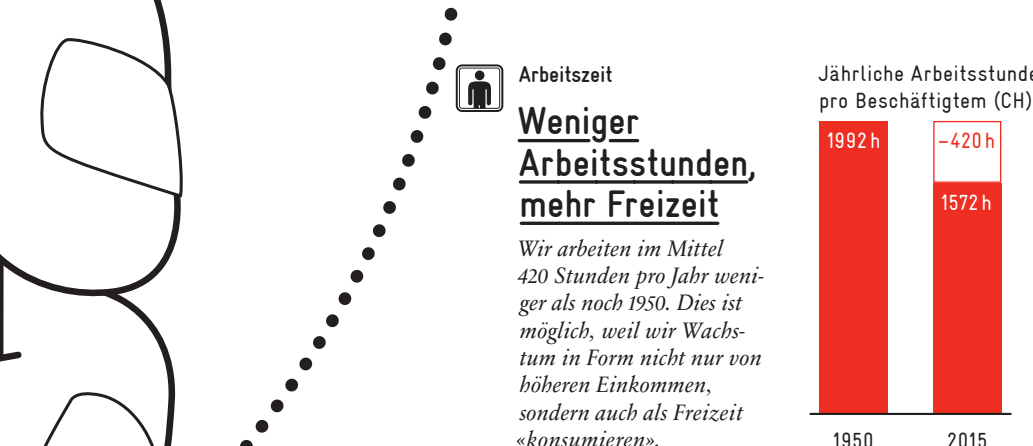 Arbeitszeit
Weniger
Arbeitsstunden,
mehr Freizeit
Wir arbeiten im Mittel
420 Stunden pro Jahr weni-
ger als noch 1950. Dies ist
möglich, weil wir Wachs-
tum in Form nicht nur von
höheren Einkommen,
sondern auch als Freizeit
«konsumieren».
Jährliche Arbeitsstunde
pro Beschäftigtem (CH)
1992 h
–420 h
1572 h
1950
2015